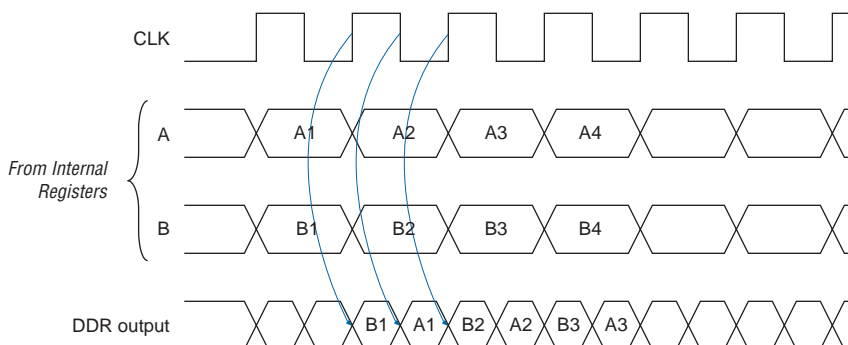 CLK
A
A1 A2 A3 A4
From Internal
Registers
B
B1 B2 B3 B4
DDR output
B1 A1 B2 A2 B3 A3